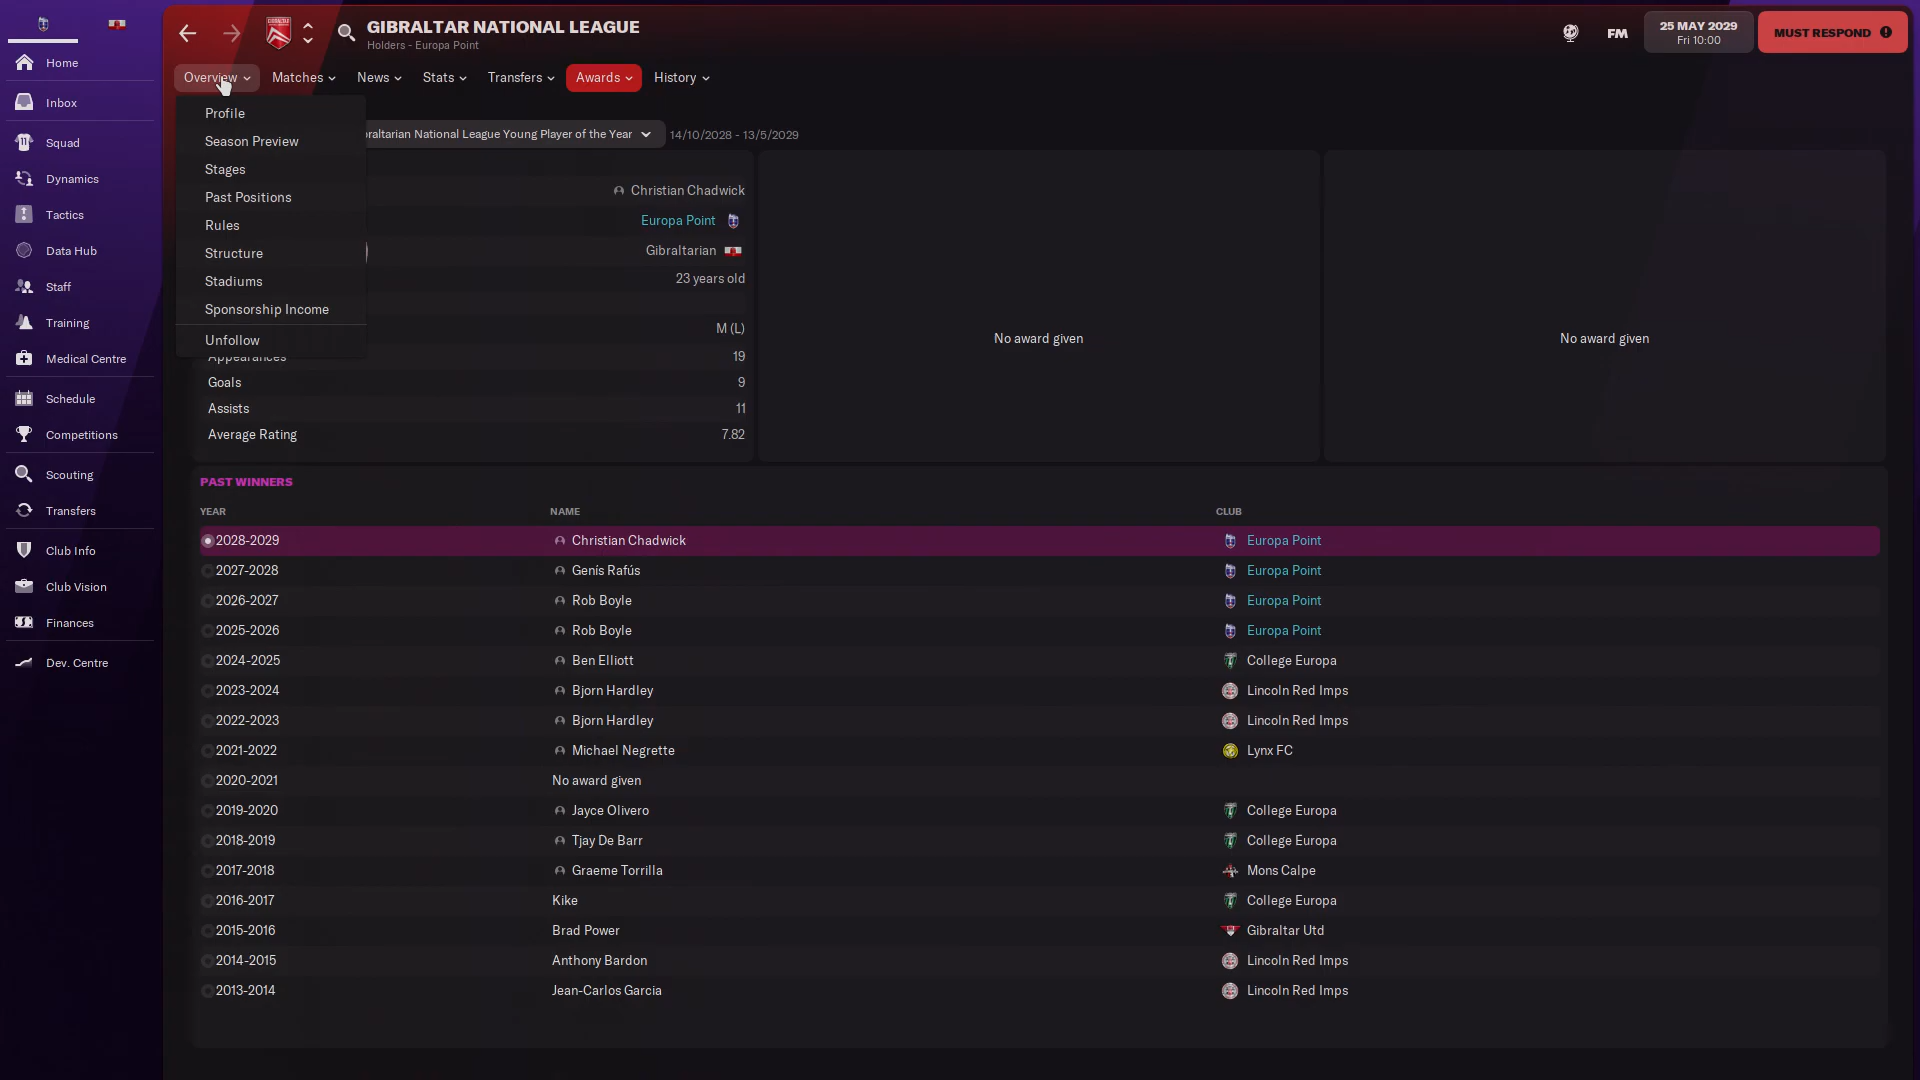 GIBRALTAR NATIONAL LEAGUE
Holders - Europa Point
FM
25 MAY 2029
Fri 10:00
MUST RESPOND
Home
Inbox
Squad
Dynamics
Tactics
Data Hub
Staff
Training
Medical Centre
Schedule
Competitions
Scouting
Transfers
Club Info
Club Vision
Finances
Dev. Centre
Overview
Matches
News
Stats
Transfers
Awards
History
Profile
Season Preview
Stages
Past Positions
Rules
Structure
Stadiums
Sponsorship Income
Unfollow
raltarian National League Young Player of the Year
14/10/2028 - 13/5/2029
Christian Chadwick
Europa Point
Gibraltarian
23 years old
M (L)
Appearances 19
Goals 9
Assists 11
Average Rating 7.82
No award given
No award given
PAST WINNERS
YEAR NAME CLUB
2028-2029 Christian Chadwick Europa Point
2027-2028 Genís Rafús Europa Point
2026-2027 Rob Boyle Europa Point
2025-2026 Rob Boyle Europa Point
2024-2025 Ben Elliott College Europa
2023-2024 Bjorn Hardley Lincoln Red Imps
2022-2023 Bjorn Hardley Lincoln Red Imps
2021-2022 Michael Negrette Lynx FC
2020-2021 No award given
2019-2020 Jayce Olivero College Europa
2018-2019 Tjay De Barr College Europa
2017-2018 Graeme Torrilla Mons Calpe
2016-2017 Kike College Europa
2015-2016 Brad Power Gibraltar Utd
2014-2015 Anthony Bardon Lincoln Red Imps
2013-2014 Jean-Carlos Garcia Lincoln Red Imps